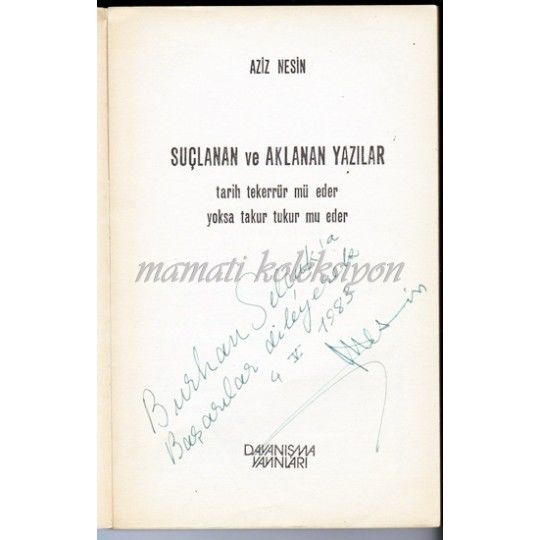 AZİZ NESİN
SUÇLANAN ve AKLANAN YAZILAR
tarih tekerrür mü eder
yoksa takur tukur mu eder
mamati koleksiyon
Burhan Selçuk'a
Başarılar dileyerek
4 V 1985
Nesin
DAYANIŞMA
YAYINLARI